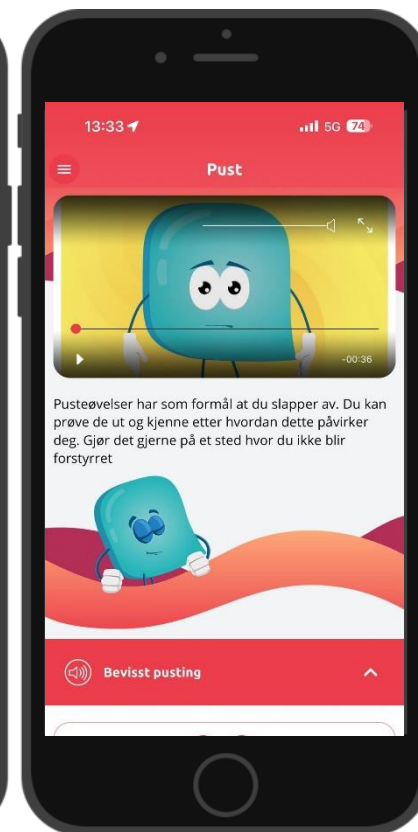 13:33
5G 74
Pust
-00:36
Pusteøvelser har som formål at du slapper av. Du kan
prøve de ut og kjenne etter hvordan dette påvirker
deg. Gjør det gjerne på et sted hvor du ikke blir
forstyrret
Bevisst pusting